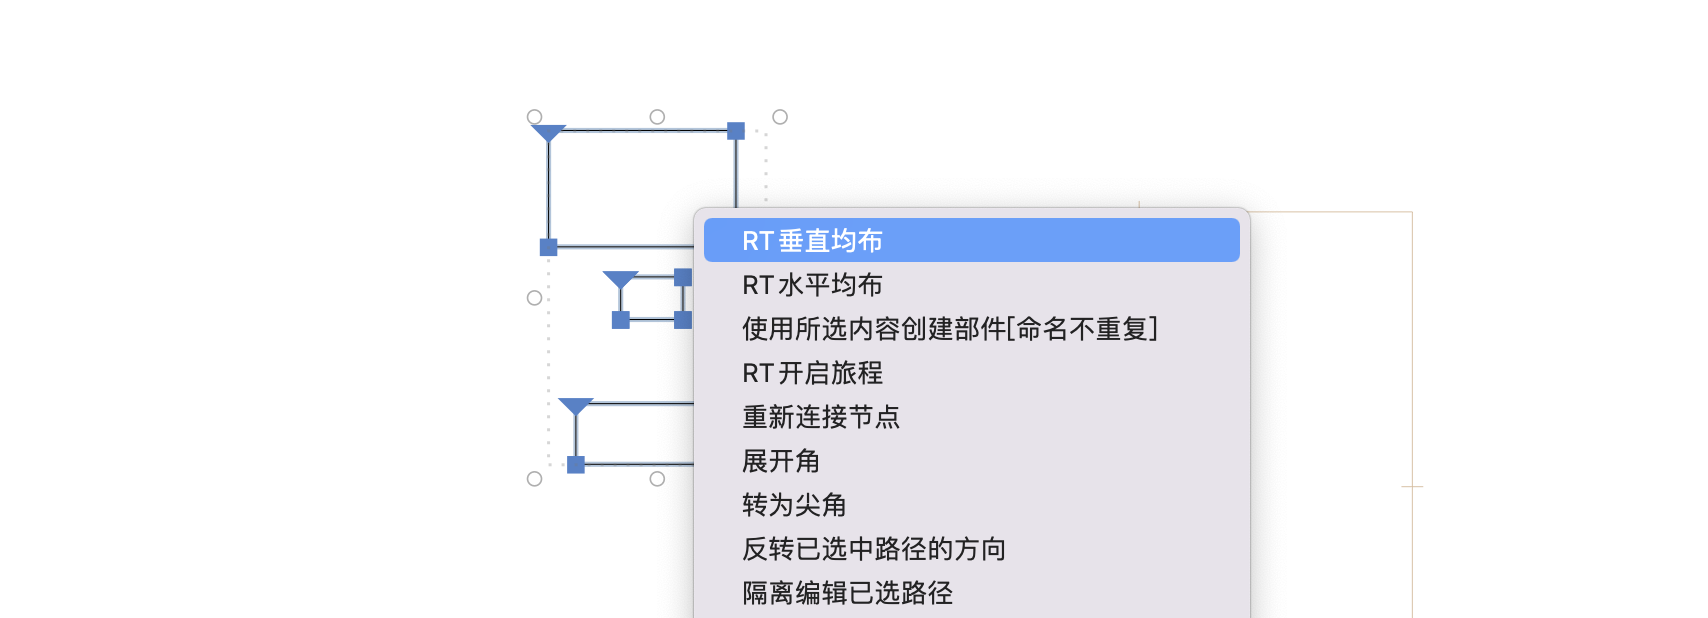 RT 垂直均布
RT 水平均布
使用所选内容创建部件[命名不重复]
RT 开启旅程
重新连接节点
展开角
转为尖角
反转已选中路径的方向
隔离编辑已选路径